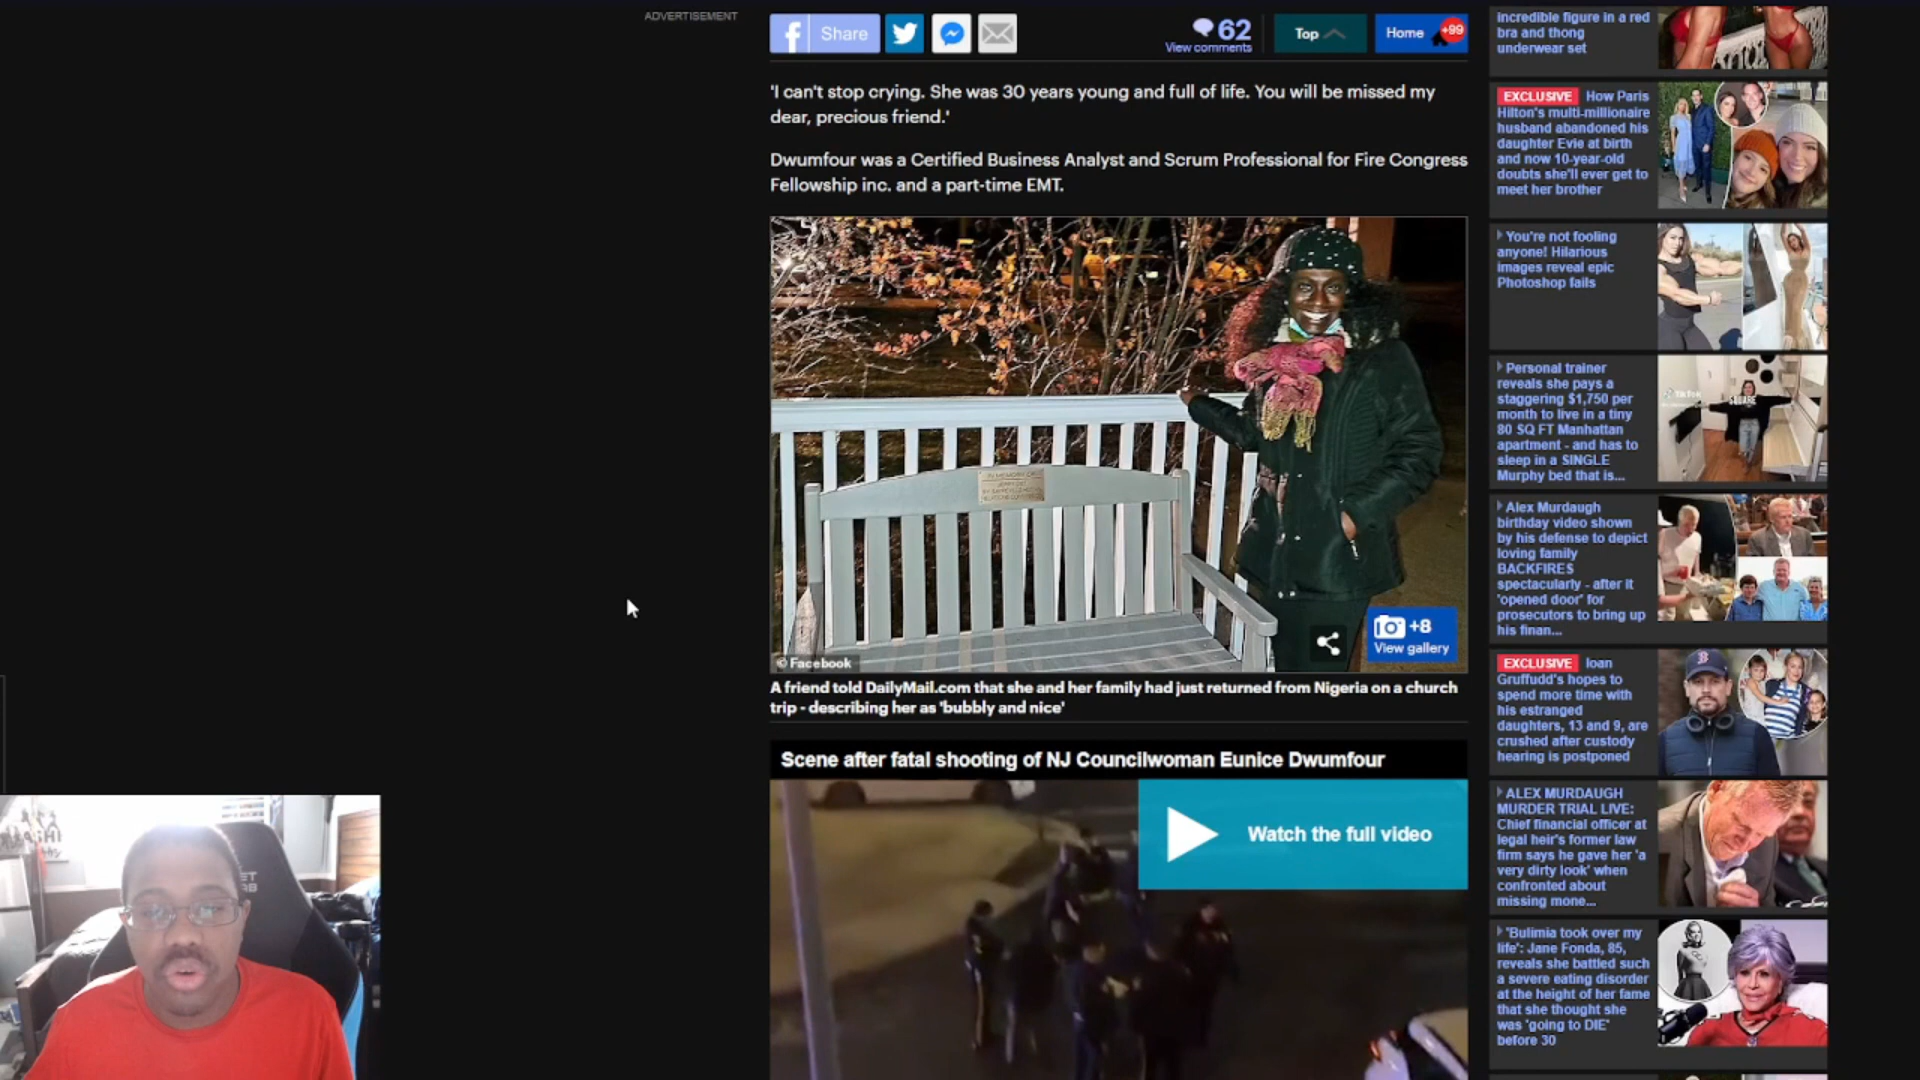 ADVERTISEMENT
f Share
62
View comments
Top
Home
+99
'I can't stop crying. She was 30 years young and full of life. You will be missed my
dear, precious friend.'
Dwumfour was a Certified Business Analyst and Scrum Professional for Fire Congress
Fellowship inc. and a part-time EMT.
© Facebook
+8
View gallery
A friend told DailyMail.com that she and her family had just returned from Nigeria on a church
trip - describing her as 'bubbly and nice'
Scene after fatal shooting of NJ Councilwoman Eunice Dwumfour
Watch the full video
incredible figure in a red
bra and thong
underwear set
EXCLUSIVE How Paris
Hilton's multi-millionaire
husband abandoned his
daughter Evie at birth
and now 10-year-old
doubts she'll ever get to
meet her brother
You're not fooling
anyone! Hilarious
images reveal epic
Photoshop fails
Personal trainer
reveals she pays a
staggering $1,750 per
month to live in a tiny
80 SQ FT Manhattan
apartment - and has to
sleep in a SINGLE
Murphy bed that is...
TikTok
SQUARE
Alex Murdaugh
birthday video shown
by his defense to depict
loving family
BACKFIRES
spectacularly - after it
'opened door' for
prosecutors to bring up
his finan...
EXCLUSIVE Ioan
Gruffudd's hopes to
spend more time with
his estranged
daughters, 13 and 9, are
crushed after custody
hearing is postponed
ALEX MURDAUGH
MURDER TRIAL LIVE:
Chief financial officer at
legal heir's former law
firm says he gave her 'a
very dirty look' when
confronted about
missing mone...
'Bulimia took over my
life': Jane Fonda, 85,
reveals she battled such
a severe eating disorder
at the height of her fame
that she thought she
was 'going to DIE'
before 30